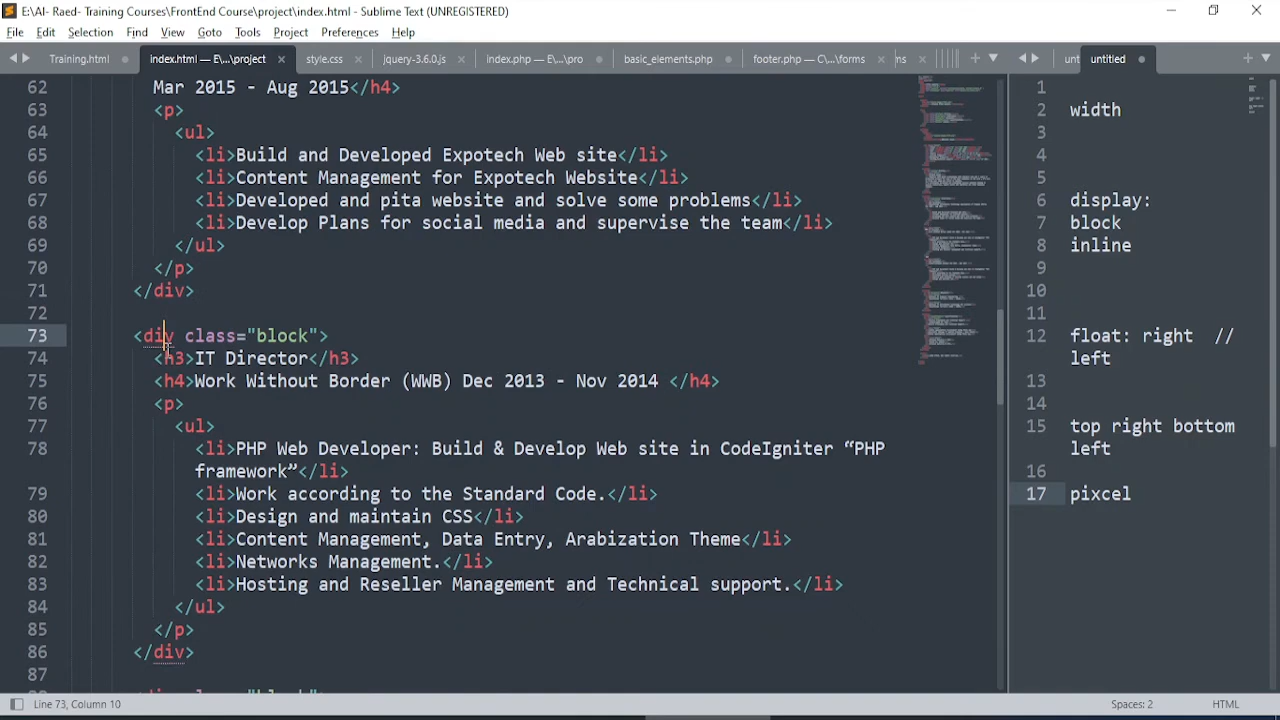 E:\AI- Raed- Training Courses\FrontEnd Course\project\index.html - Sublime Text (UNREGISTERED)
File Edit Selection Find View Goto Tools Project Preferences Help
Training.html index.html — E:\...\project style.css jquery-3.6.0.js index.php — E:\...\pro basic_elements.php footer.php — C\...\forms ns unt untitled
62 Mar 2015 - Aug 2015</h4>
63 <p>
64 <ul>
65 <li>Build and Developed Expotech Web site</li>
66 <li>Content Management for Expotech Website</li>
67 <li>Developed and pita website and solve some problems</li>
68 <li>Develop Plans for social mdia and supervise the team</li>
69 </ul>
70 </p>
71 </div>
72
73 <div class="block">
74 <h3>IT Director</h3>
75 <h4>Work Without Border (WWB) Dec 2013 - Nov 2014 </h4>
76 <p>
77 <ul>
78 <li>PHP Web Developer: Build & Develop Web site in CodeIgniter “PHP
framework”</li>
79 <li>Work according to the Standard Code.</li>
80 <li>Design and maintain CSS</li>
81 <li>Content Management, Data Entry, Arabization Theme</li>
82 <li>Networks Management.</li>
83 <li>Hosting and Reseller Management and Technical support.</li>
84 </ul>
85 </p>
86 </div>
87
1
2 width
3
4
5
6 display:
7 block
8 inline
9
10
11
12 float: right //
left
13
14
15 top right bottom
left
16
17 pixcel
Line 73, Column 10 Spaces: 2 HTML